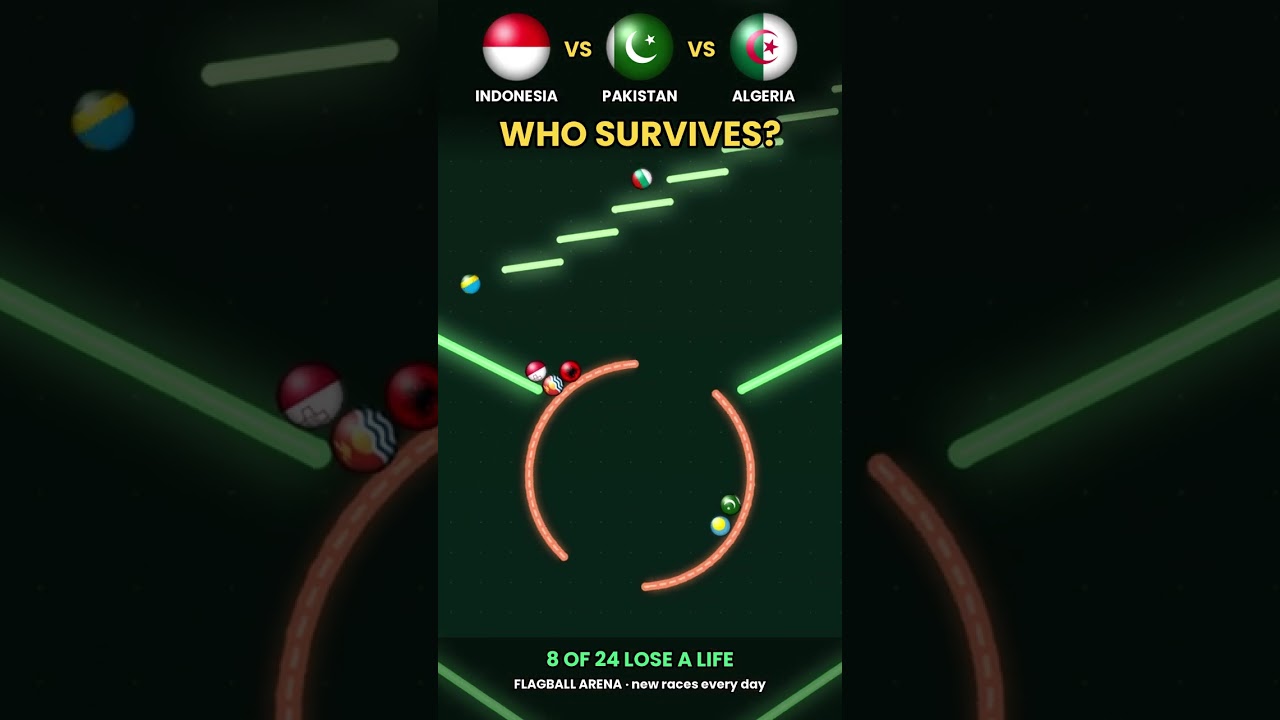 VS VS
INDONESIA PAKISTAN ALGERIA
WHO SURVIVES?
8 OF 24 LOSE A LIFE
FLAGBALL ARENA · new races every day